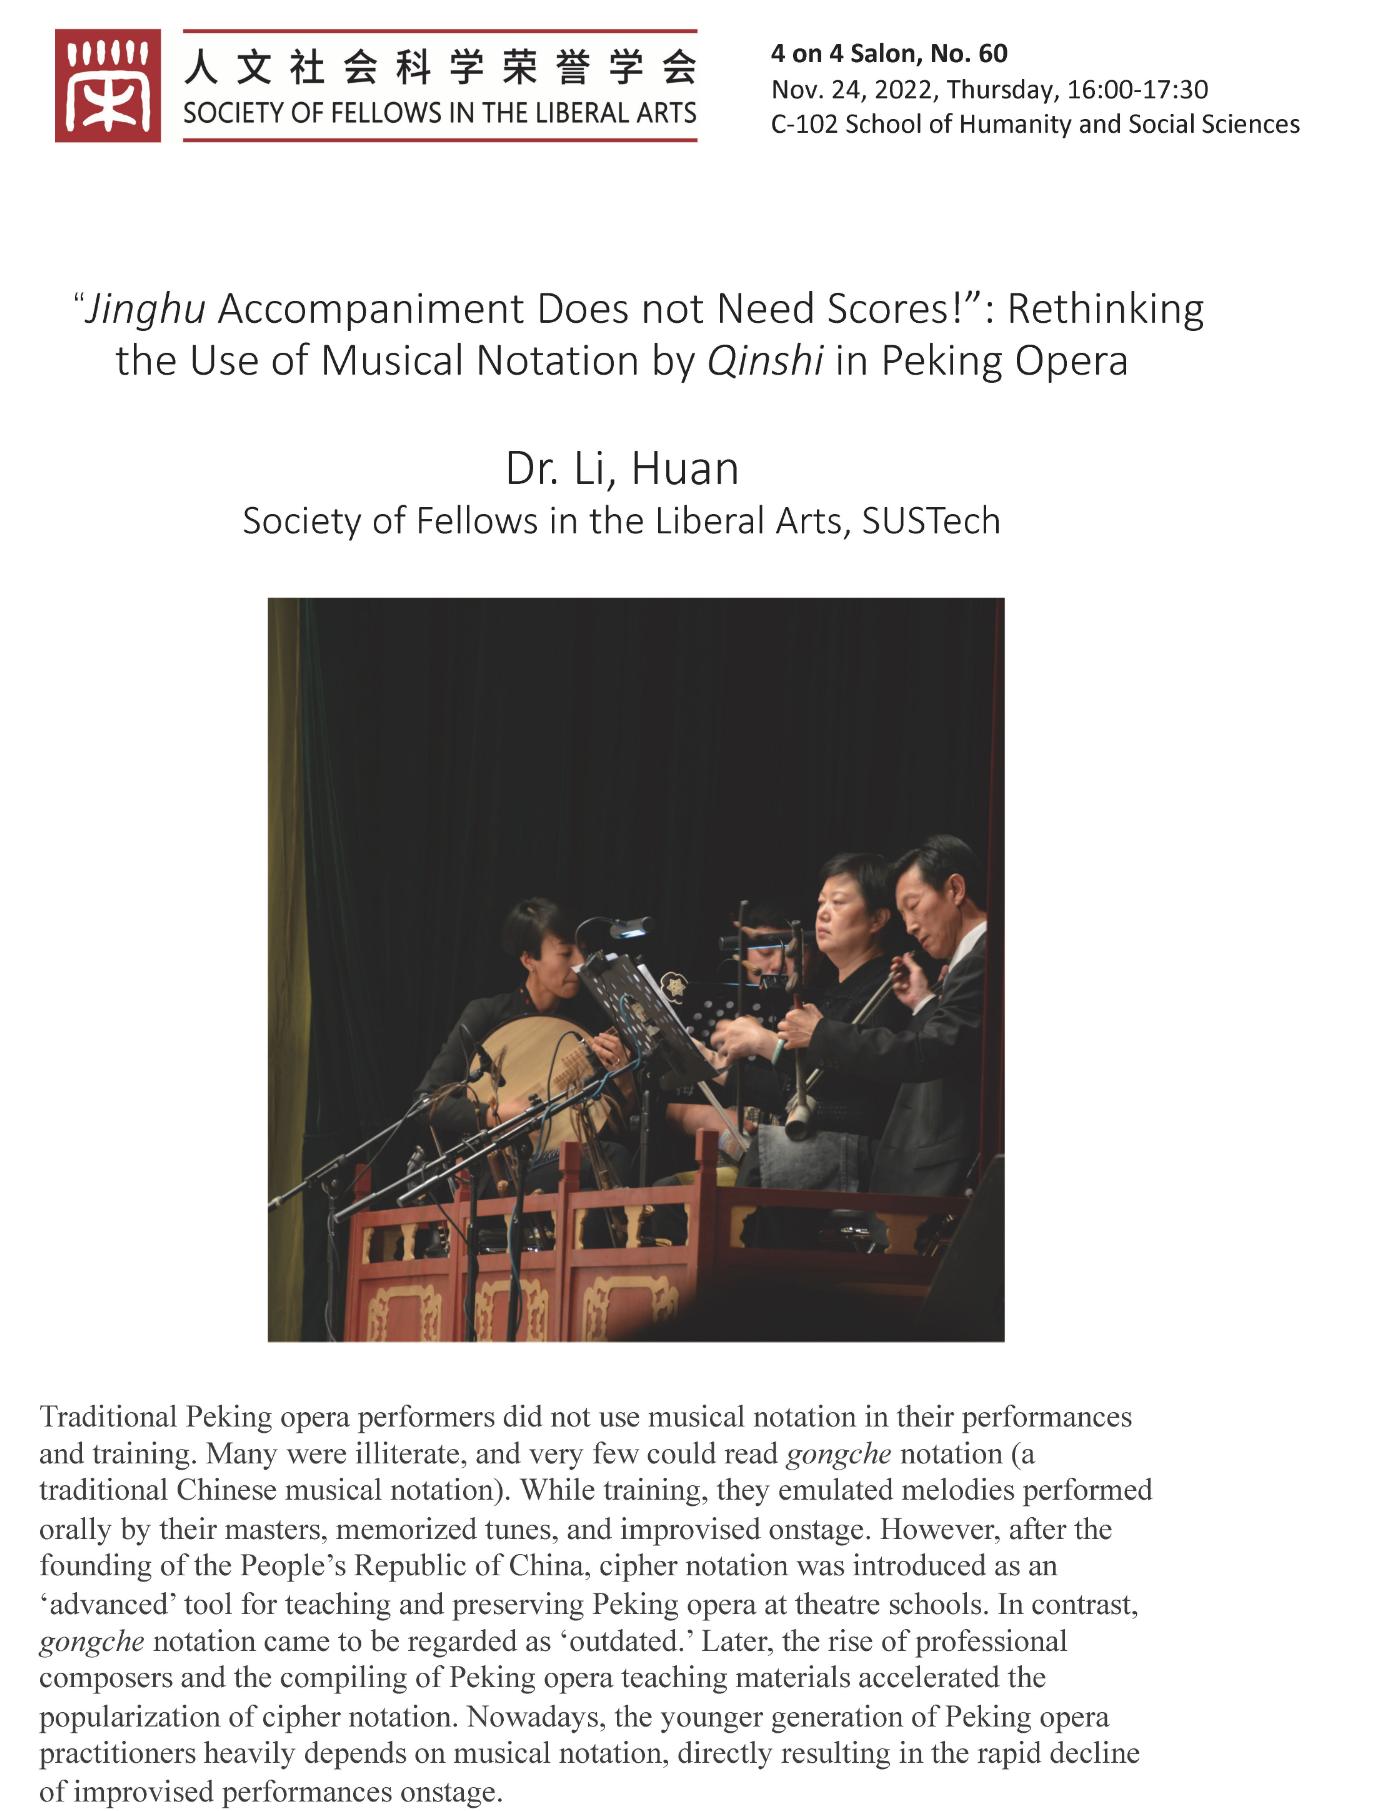 人文社会科学荣誉学会
SOCIETY OF FELLOWS IN THE LIBERAL ARTS
4 on 4 Salon, No. 60
Nov. 24, 2022, Thursday, 16:00-17:30
C-102 School of Humanity and Social Sciences
“Jinghu Accompaniment Does not Need Scores!”: Rethinking
the Use of Musical Notation by Qinshi in Peking Opera
Dr. Li, Huan
Society of Fellows in the Liberal Arts, SUSTech
Traditional Peking opera performers did not use musical notation in their performances
and training. Many were illiterate, and very few could read gongche notation (a
traditional Chinese musical notation). While training, they emulated melodies performed
orally by their masters, memorized tunes, and improvised onstage. However, after the
founding of the People’s Republic of China, cipher notation was introduced as an
‘advanced’ tool for teaching and preserving Peking opera at theatre schools. In contrast,
gongche notation came to be regarded as ‘outdated.’ Later, the rise of professional
composers and the compiling of Peking opera teaching materials accelerated the
popularization of cipher notation. Nowadays, the younger generation of Peking opera
practitioners heavily depends on musical notation, directly resulting in the rapid decline
of improvised performances onstage.